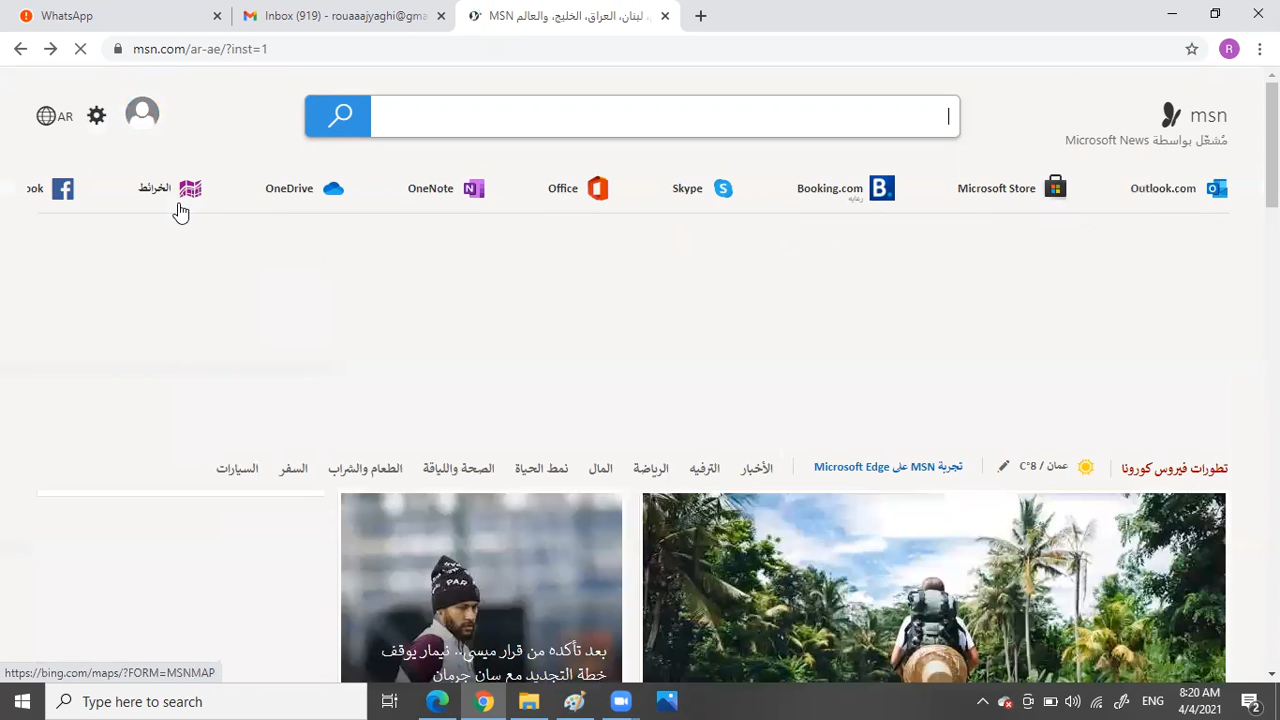 WhatsApp
Inbox (919) - rouaaajyaghi@gma
، لبنان، العراق، الخليج، والعالم MSN
msn.com/ar-ae/?inst=1
R
AR
msn
مُشغّل بواسطة Microsoft News
ook
الخرائط
OneDrive
OneNote
Office
Skype
Booking.com
رعايه
Microsoft Store
Outlook.com
تطورات فيروس كورونا
عمان / 8°C
تجربة MSN على Microsoft Edge
الأخبار
الترفيه
الرياضة
المال
نمط الحياة
الصحة واللياقة
الطعام والشراب
السفر
السيارات
PAR
بعد تأكده من قرار ميسي.. نيمار يوقف
خطة التجديد مع سان جرمان
https://bing.com/maps/?FORM=MSNMAP
Type here to search
ENG
8:20 AM
4/4/2021
2